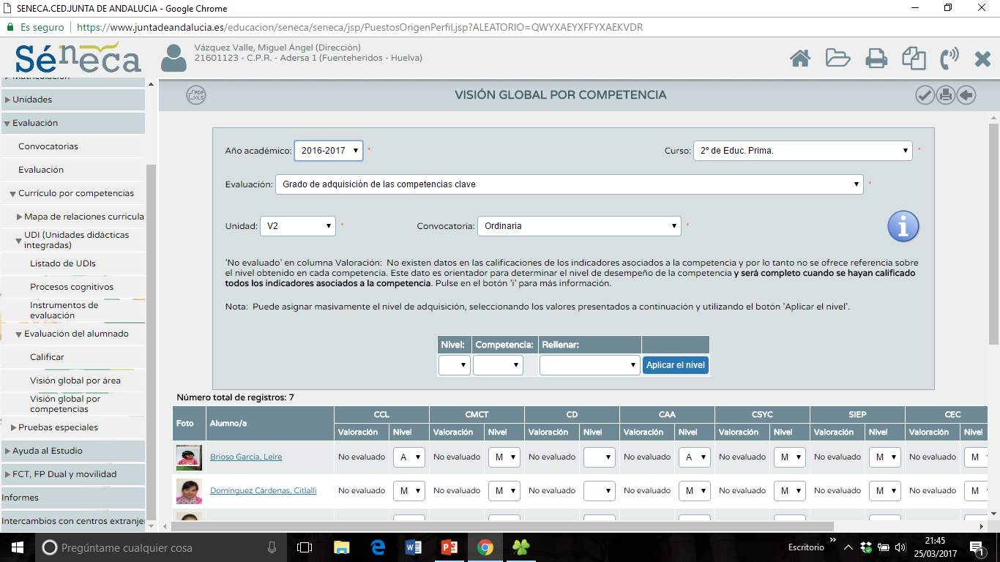 SENECA.CED.JUNTA DE ANDALUCIA - Google Chrome
Es seguro | https://www.juntadeandalucia.es/educacion/seneca/seneca/jsp/PuestosOrigenPerfil.jsp?ALEATORIO=QWYXAEYXFFYXAEKVDR
Séneca
Vázquez Valle, Miguel Ángel (Dirección)
21601123 - C.P.R. - Adersa 1 (Fuenteheridos - Huelva)
Matriculación
Unidades
Evaluación
Convocatorias
Evaluación
Currículo por competencias
Mapa de relaciones curricula
UDI (Unidades didácticas
integradas)
Listado de UDIs
Procesos cognitivos
Instrumentos de
evaluación
Evaluación del alumnado
Calificar
Visión global por área
Visión global por
competencias
Pruebas especiales
Ayuda al Estudio
FCT, FP Dual y movilidad
Informes
Intercambios con centros extranje
PDF
XLS
VISIÓN GLOBAL POR COMPETENCIA
Año académico: 2016-2017 * Curso: 2º de Educ. Prima. *
Evaluación: Grado de adquisición de las competencias clave *
Unidad: V2 * Convocatoria: Ordinaria *
i
'No evaluado' en columna Valoración: No existen datos en las calificaciones de los indicadores asociados a la competencia y por lo tanto no se ofrece referencia sobre
el nivel obtenido en cada competencia. Este dato es orientador para determinar el nivel de desempeño de la competencia y será completo cuando se hayan calificado
todos los indicadores asociados a la competencia. Pulse en el botón 'i' para más información.
Nota: Puede asignar masivamente el nivel de adquisición, seleccionando los valores presentados a continuación y utilizando el botón 'Aplicar el nivel'.
Nivel: Competencia: Rellenar:
Aplicar el nivel
Número total de registros: 7
Foto Alumno/a CCL CMCT CD CAA CSYC SIEP CEC
Valoración Nivel Valoración Nivel Valoración Nivel Valoración Nivel Valoración Nivel Valoración Nivel Valoración Nivel
Brioso García, Leire No evaluado A No evaluado M No evaluado No evaluado A No evaluado M No evaluado M No evaluado M
Domínguez Cárdenas, Citlalli No evaluado M No evaluado M No evaluado No evaluado M No evaluado M No evaluado M No evaluado M
Pregúntame cualquier cosa
Escritorio
21:45
25/03/2017
1